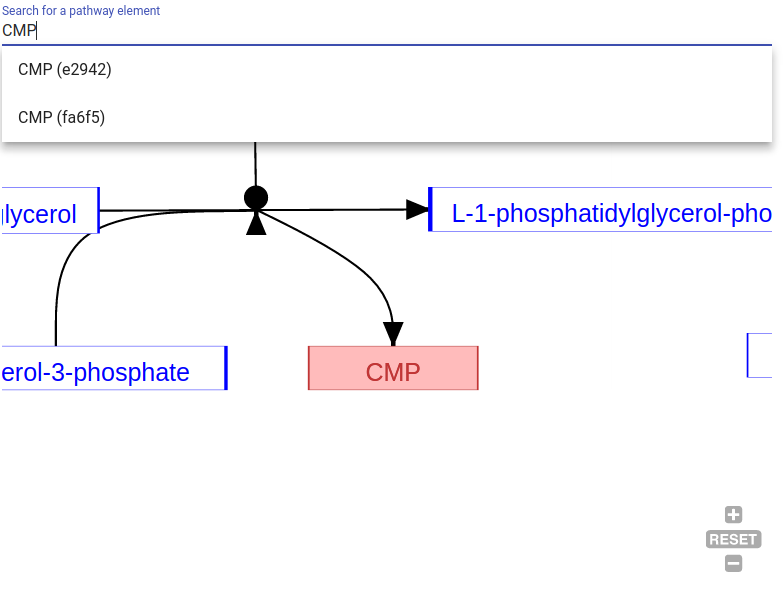 Search for a pathway element
CMP
CMP (e2942)
CMP (fa6f5)
lycerol
L-1-phosphatidylglycerol-pho
erol-3-phosphate
CMP
RESET